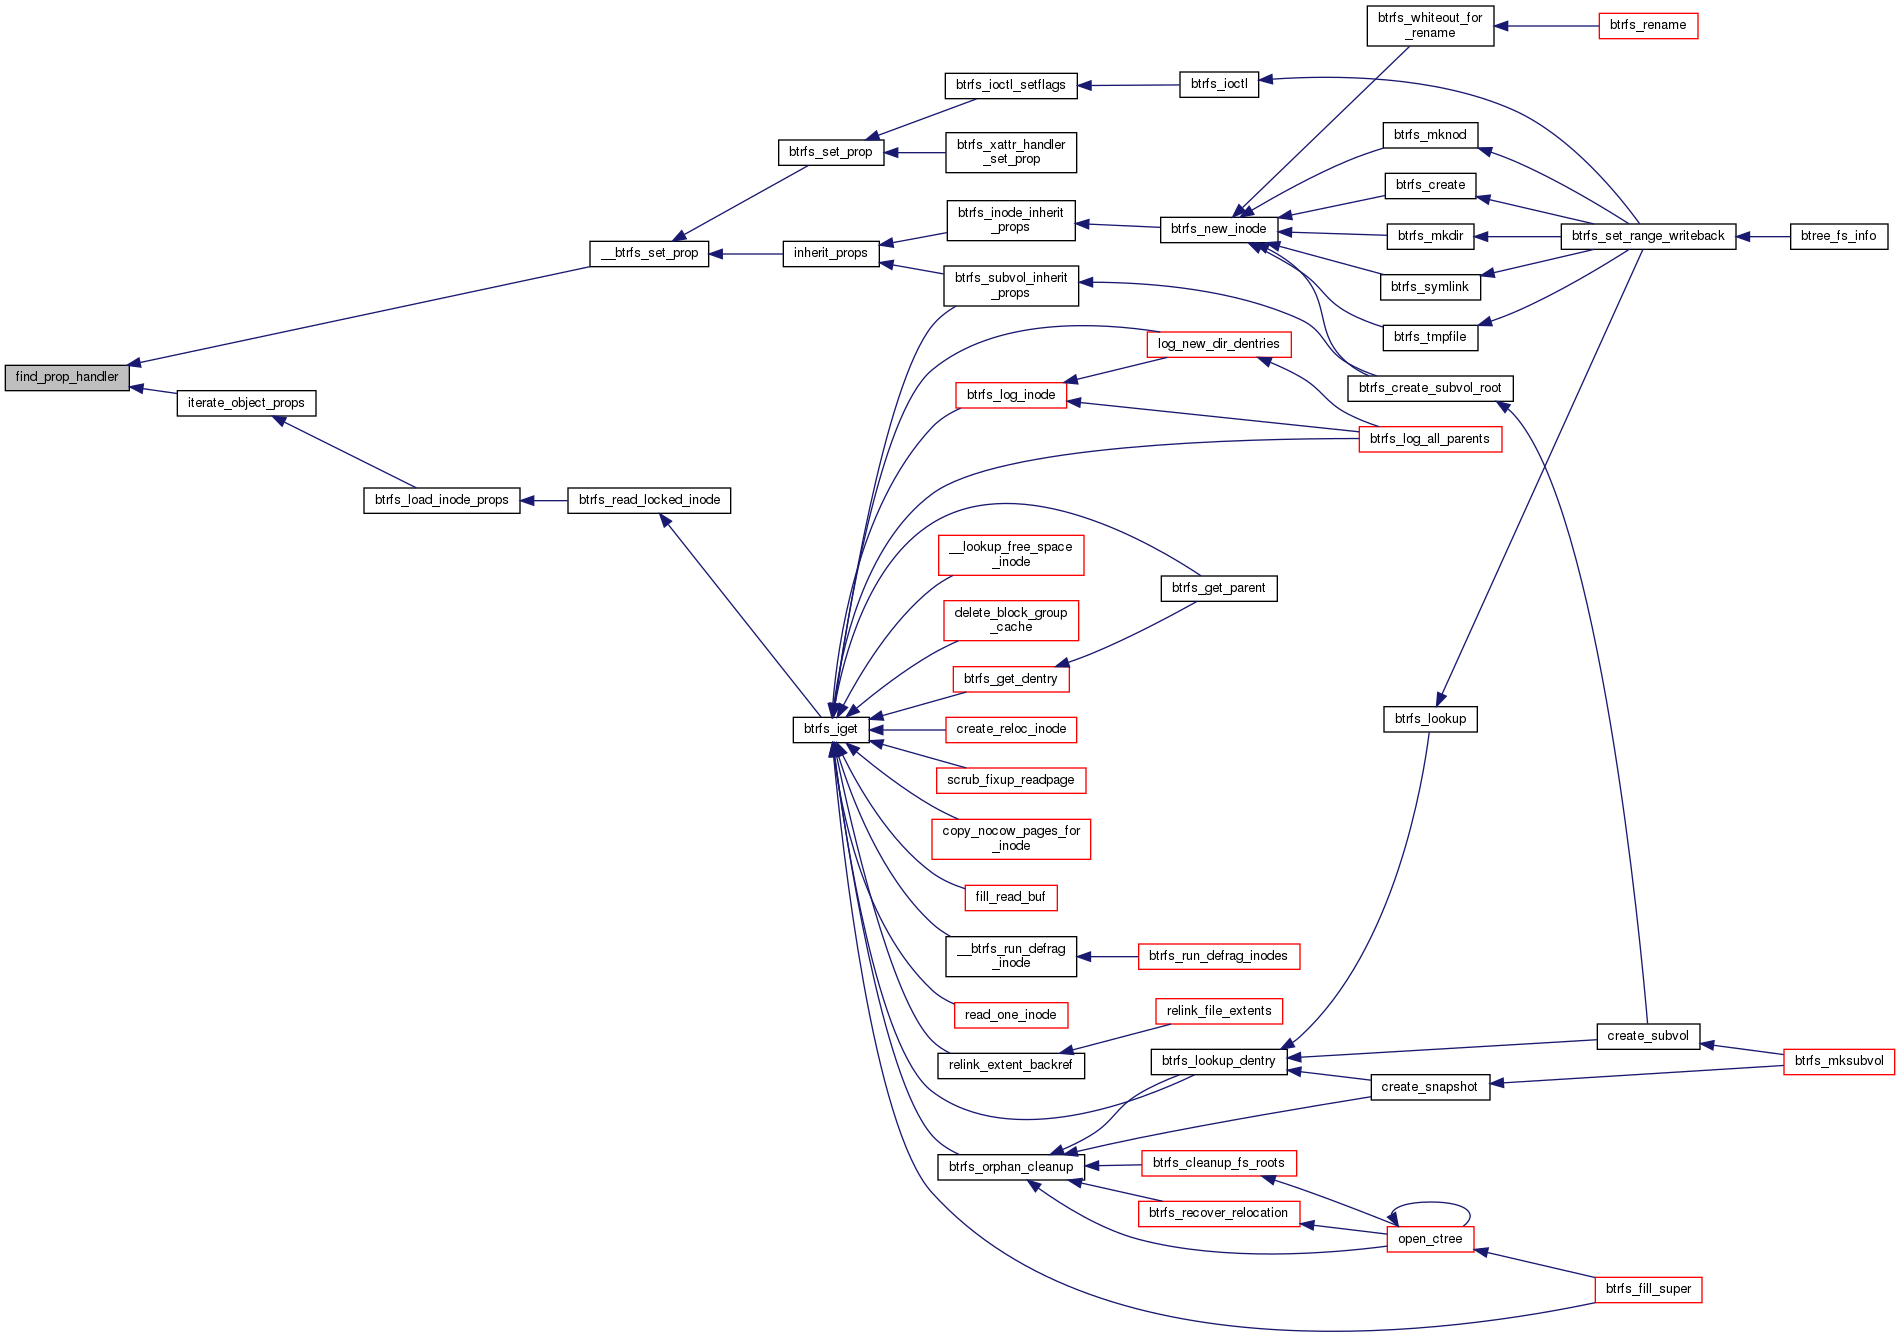 btrfs_whiteout_for
_rename
btrfs_rename
btrfs_ioctl_setflags
btrfs_ioctl
btrfs_mknod
btrfs_set_prop
btrfs_xattr_handler
_set_prop
btrfs_create
btrfs_inode_inherit
_props
btrfs_new_inode
btrfs_mkdir
btrfs_set_range_writeback
btree_fs_info
__btrfs_set_prop
inherit_props
btrfs_subvol_inherit
_props
btrfs_symlink
btrfs_tmpfile
log_new_dir_dentries
find_prop_handler
btrfs_create_subvol_root
iterate_object_props
btrfs_log_inode
btrfs_log_all_parents
btrfs_load_inode_props
btrfs_read_locked_inode
__lookup_free_space
_inode
btrfs_get_parent
delete_block_group
_cache
btrfs_get_dentry
btrfs_lookup
btrfs_iget
create_reloc_inode
scrub_fixup_readpage
copy_nocow_pages_for
_inode
fill_read_buf
__btrfs_run_defrag
_inode
btrfs_run_defrag_inodes
read_one_inode
relink_file_extents
create_subvol
relink_extent_backref
btrfs_lookup_dentry
btrfs_mksubvol
create_snapshot
btrfs_orphan_cleanup
btrfs_cleanup_fs_roots
btrfs_recover_relocation
open_ctree
btrfs_fill_super